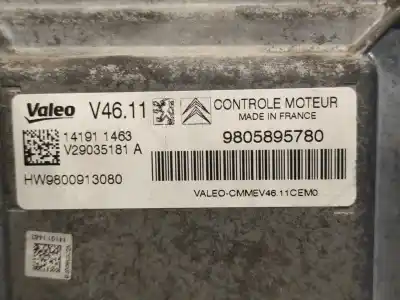 Valeo V46.11 CONTROLE MOTEUR
MADE IN FRANCE
14191 1463
V29035181 A
9805895780
HW9800913080
VALEO-CMMEV46.11CEM0